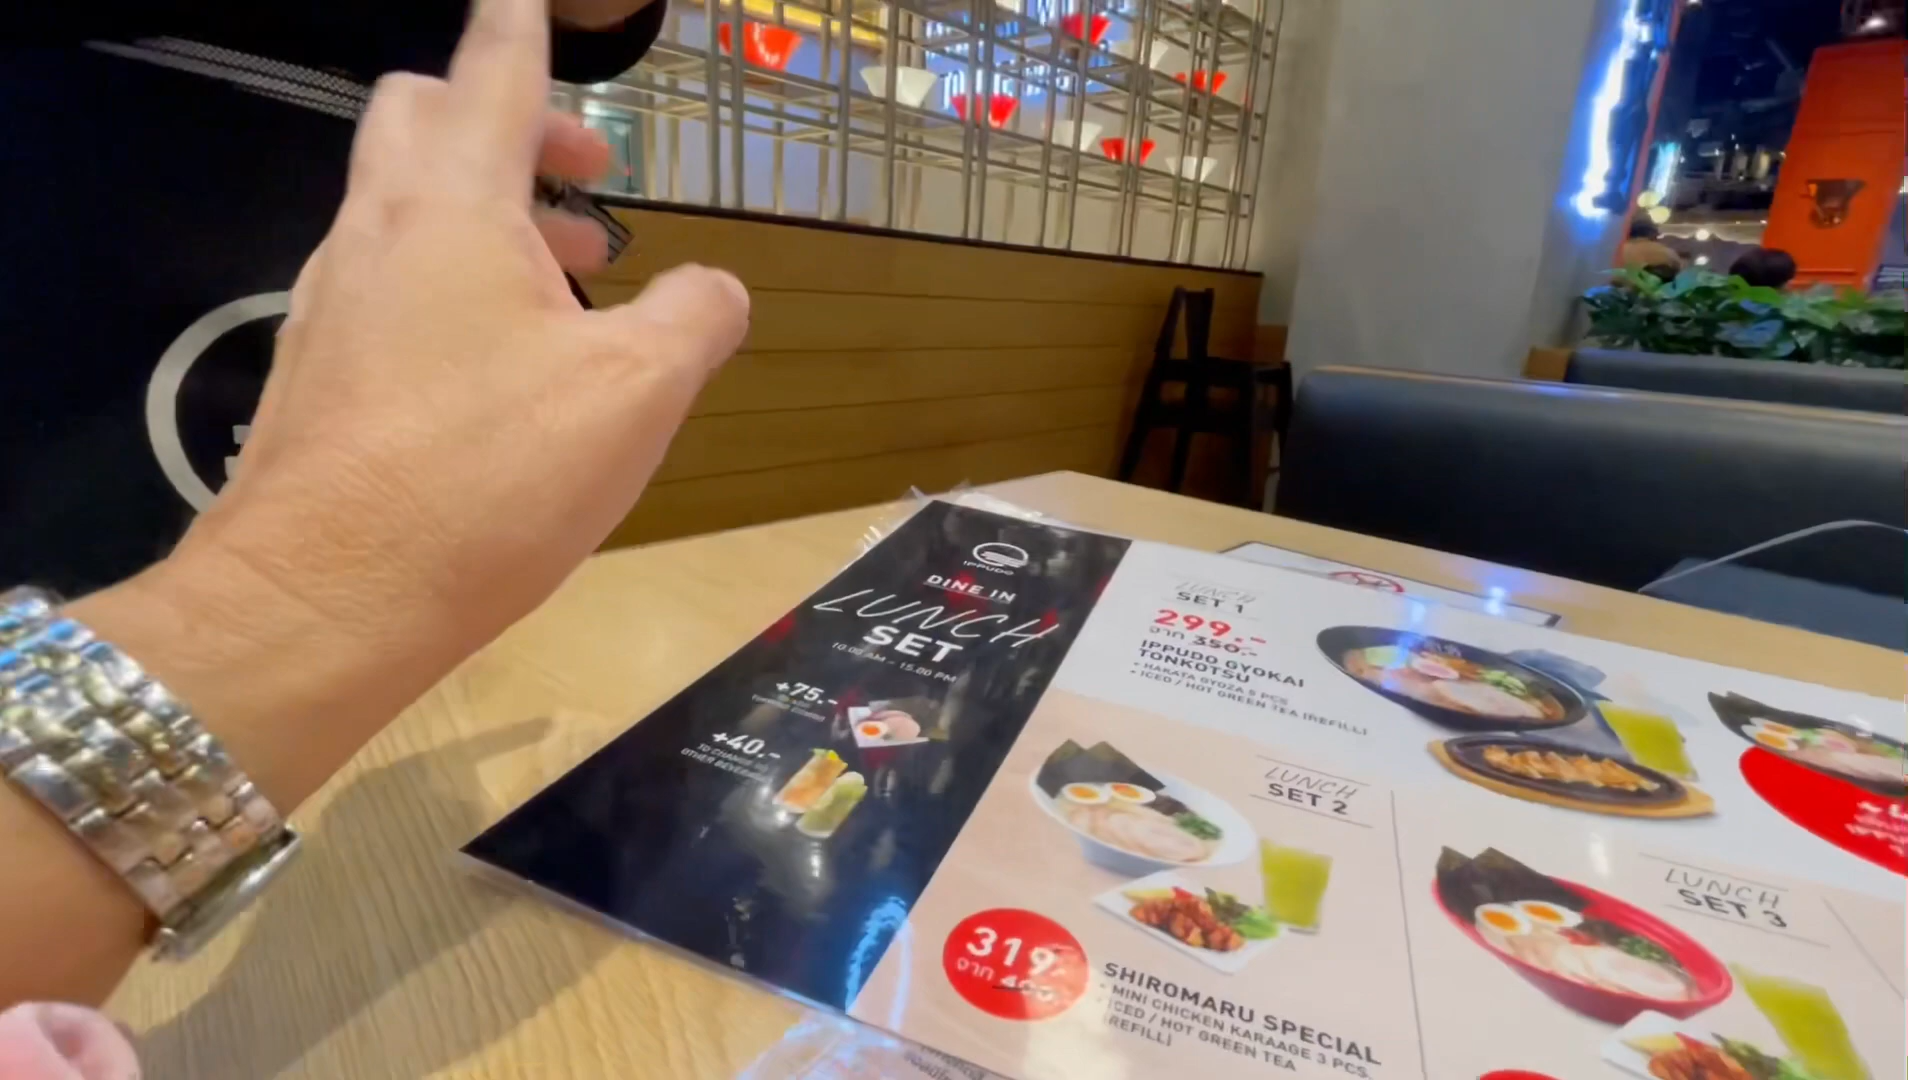 IPPUDO
DINE IN
LUNCH
SET
10.00 AM - 15.00 PM
+75.-
+40.-
TO CHANGE TO
OTHER BEVERAGE
LUNCH
SET 1
299.-
จาก 350.-
IPPUDO GYOKAI
TONKOTSU
+ HAKATA GYOZA 5 PCS
+ ICED / HOT GREEN TEA (REFILL)
LUNCH
SET 2
319.-
จาก 400.-
SHIROMARU SPECIAL
+ MINI CHICKEN KARAAGE 3 PCS.
ICED / HOT GREEN TEA
(REFILL)
LUNCH
SET 3